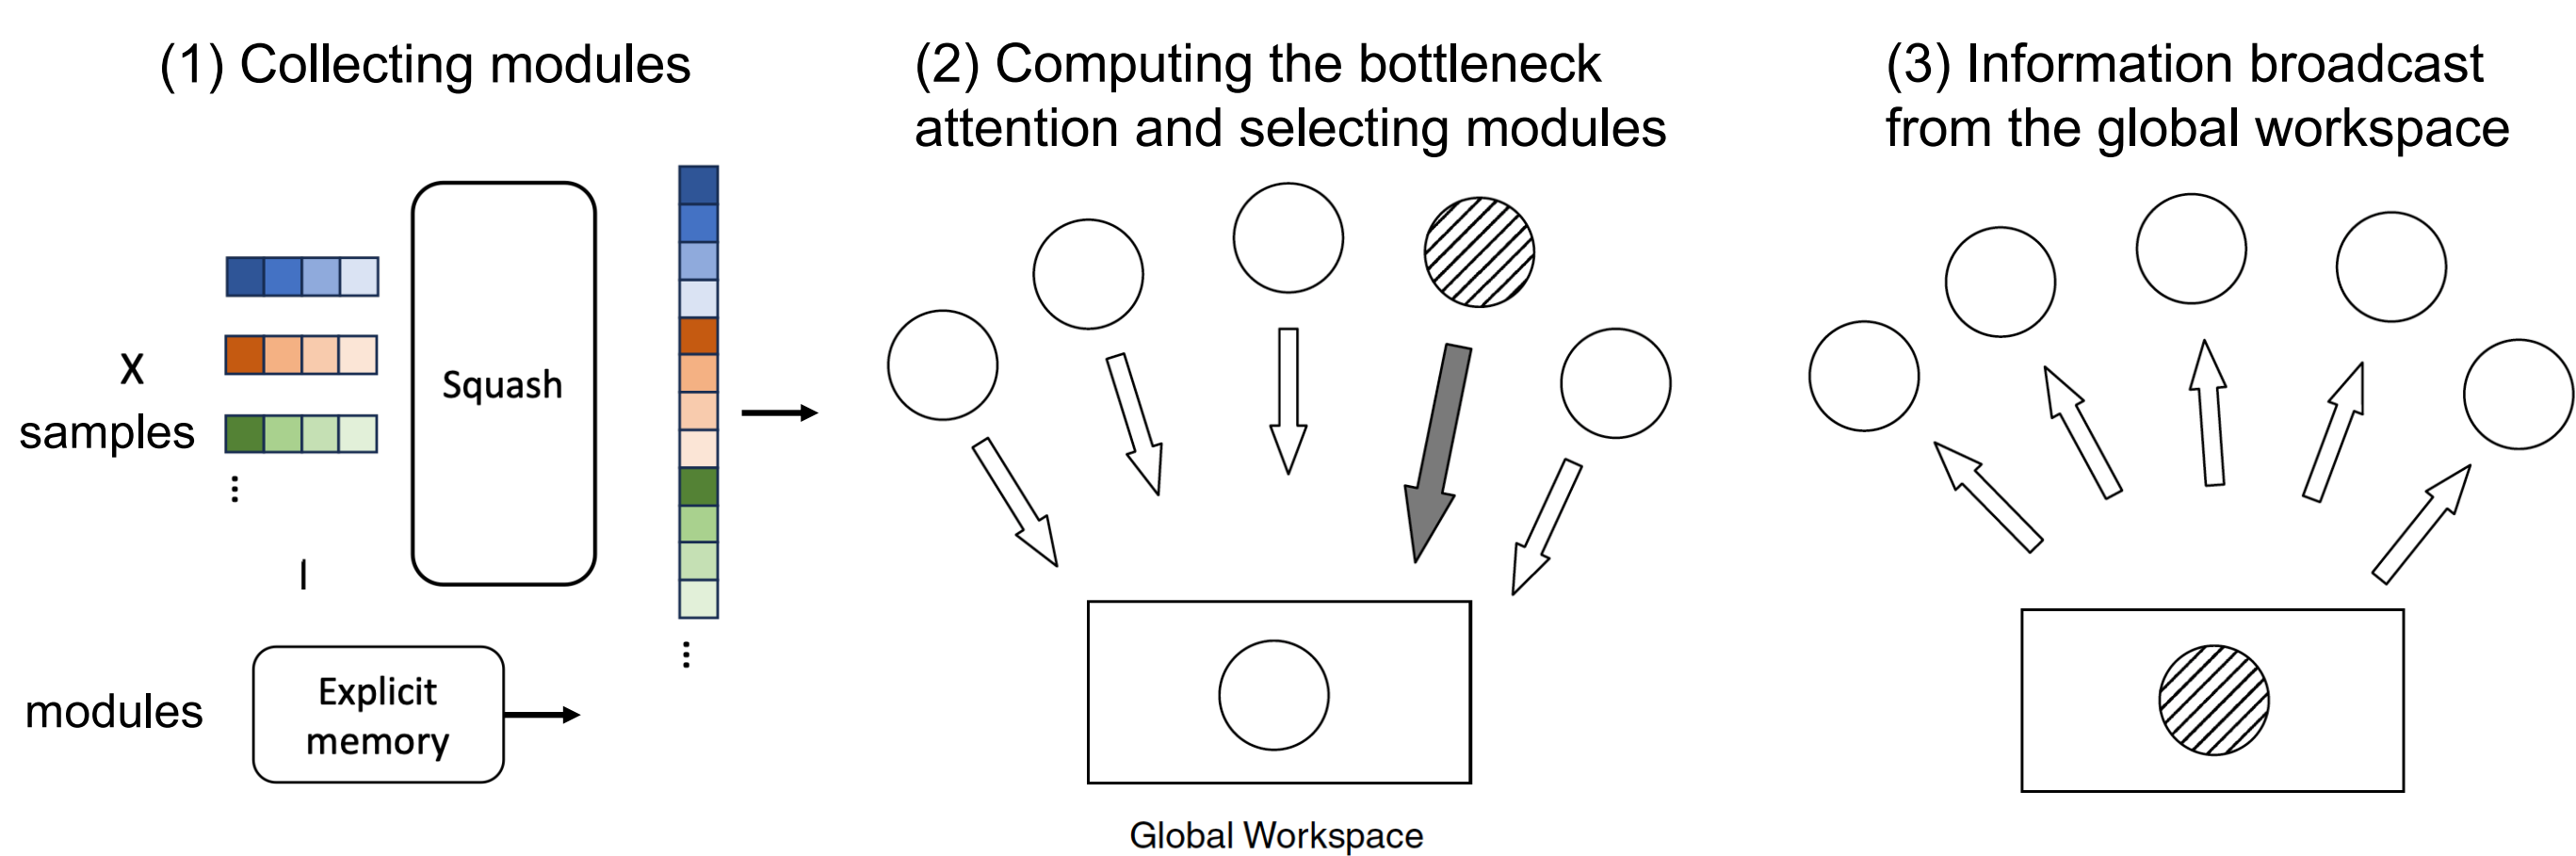 (1) Collecting modules
X
samples
Squash
Explicit
memory
modules
(2) Computing the bottleneck
attention and selecting modules
Global Workspace
(3) Information broadcast
from the global workspace